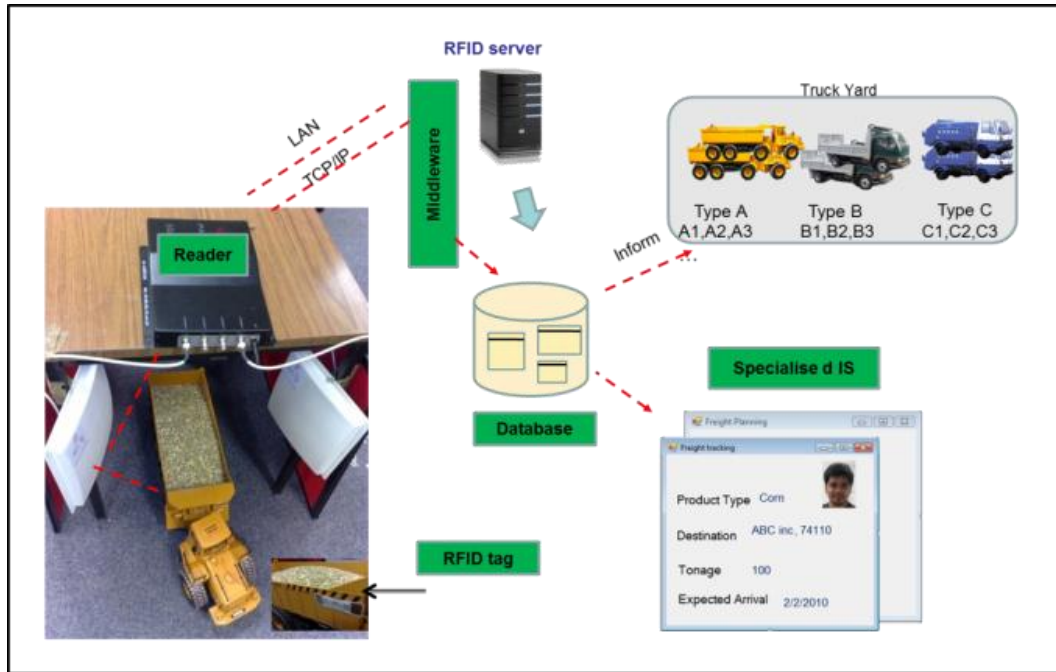 RFID server
Middleware
LAN
TCP/IP
Reader
Truck Yard
Type A
A1,A2,A3
Type B
B1,B2,B3
Type C
C1,C2,C3
...
Inform
Database
Specialise d IS
Freight Planning
Freight tracking
Product Type Corn
Destination ABC inc, 74110
Tonage 100
Expected Arrival 2/2/2010
RFID tag